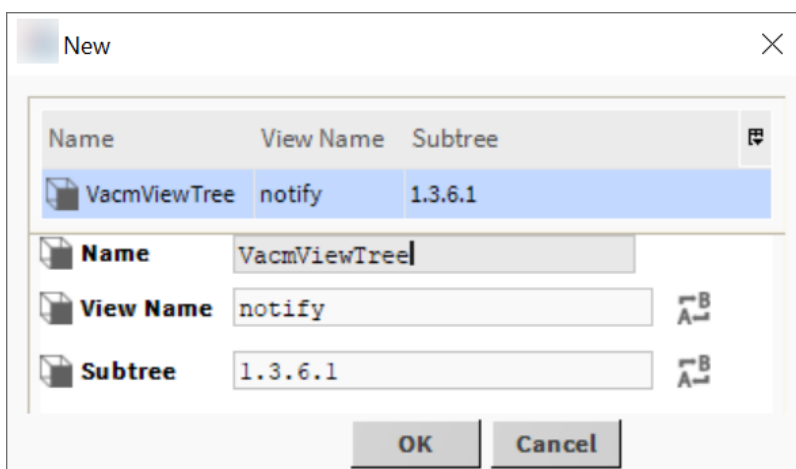 New
Name View Name Subtree
VacmViewTree notify 1.3.6.1
Name VacmViewTree
View Name notify
Subtree 1.3.6.1
OK Cancel